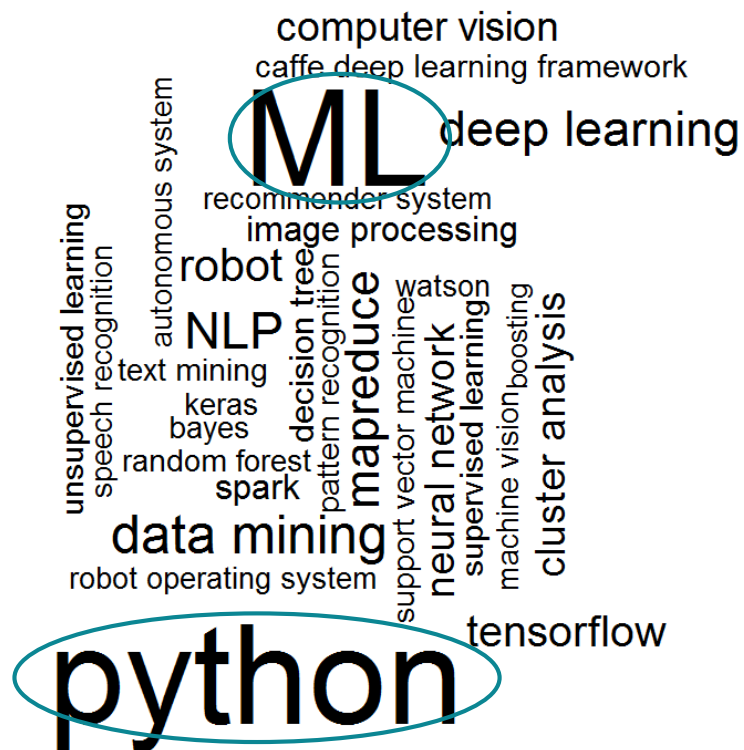 computer vision
caffe deep learning framework
ML
deep learning
autonomous system
recommender system
image processing
unsupervised learning
speech recognition
robot
decision tree
pattern recognition
mapreduce
watson
NLP
support vector machine
neural network
supervised learning
boosting
machine vision
cluster analysis
text mining
keras
bayes
random forest
spark
data mining
robot operating system
tensorflow
python